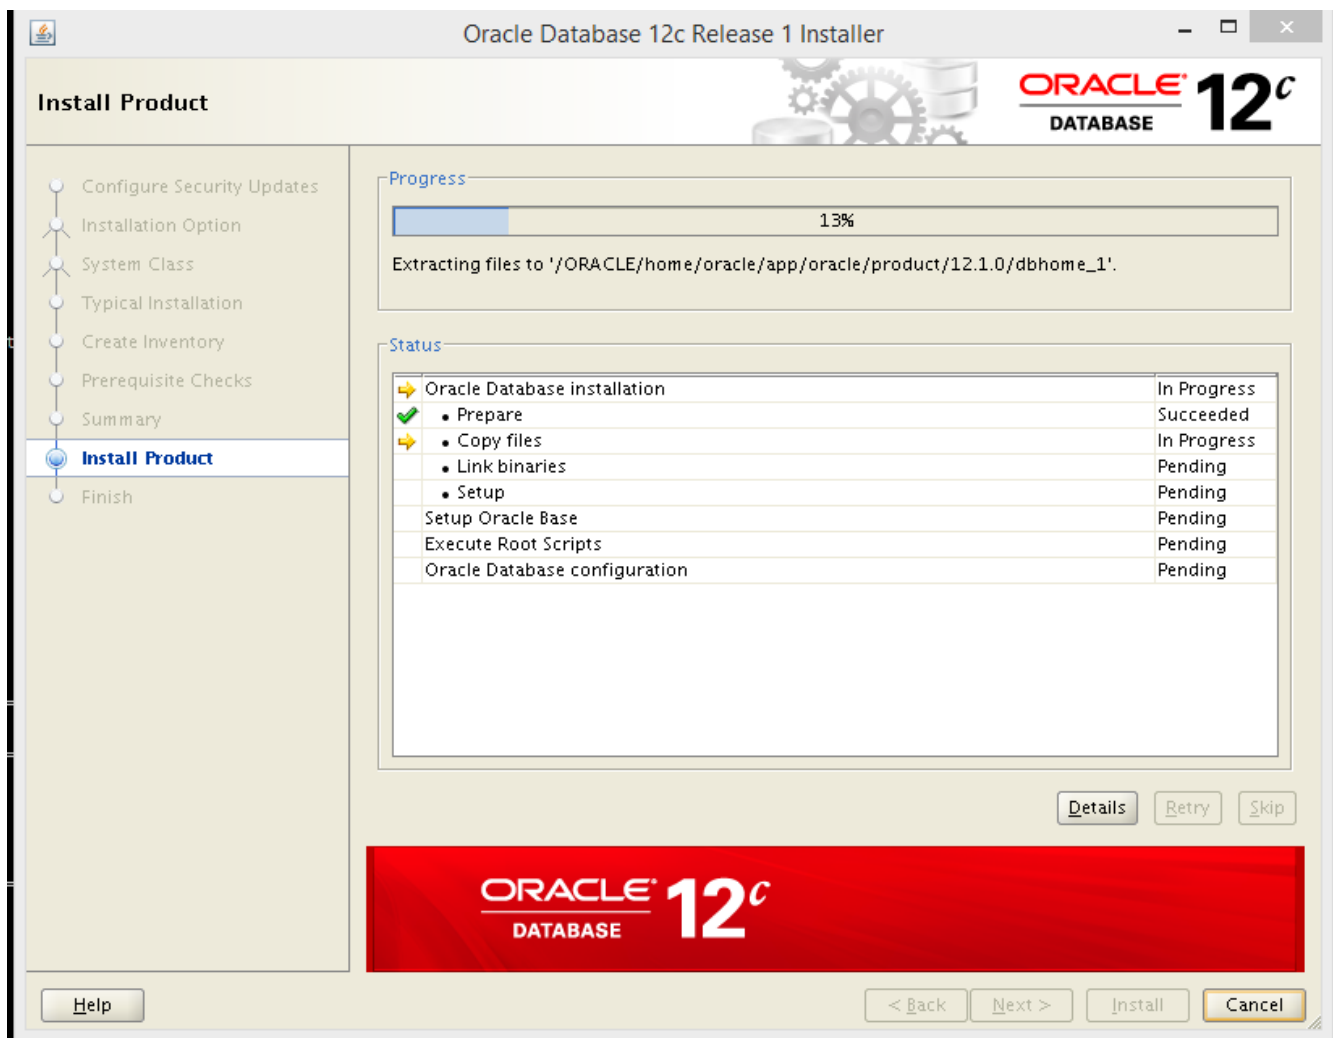 Oracle Database 12c Release 1 Installer
Install Product
ORACLE DATABASE 12c
Configure Security Updates
Installation Option
System Class
Typical Installation
Create Inventory
Prerequisite Checks
Summary
Install Product
Finish
Progress
13%
Extracting files to '/ORACLE/home/oracle/app/oracle/product/12.1.0/dbhome_1'.
Status
Oracle Database installation In Progress
• Prepare Succeeded
• Copy files In Progress
• Link binaries Pending
• Setup Pending
Setup Oracle Base Pending
Execute Root Scripts Pending
Oracle Database configuration Pending
Details Retry Skip
ORACLE DATABASE 12c
Help < Back Next > Install Cancel